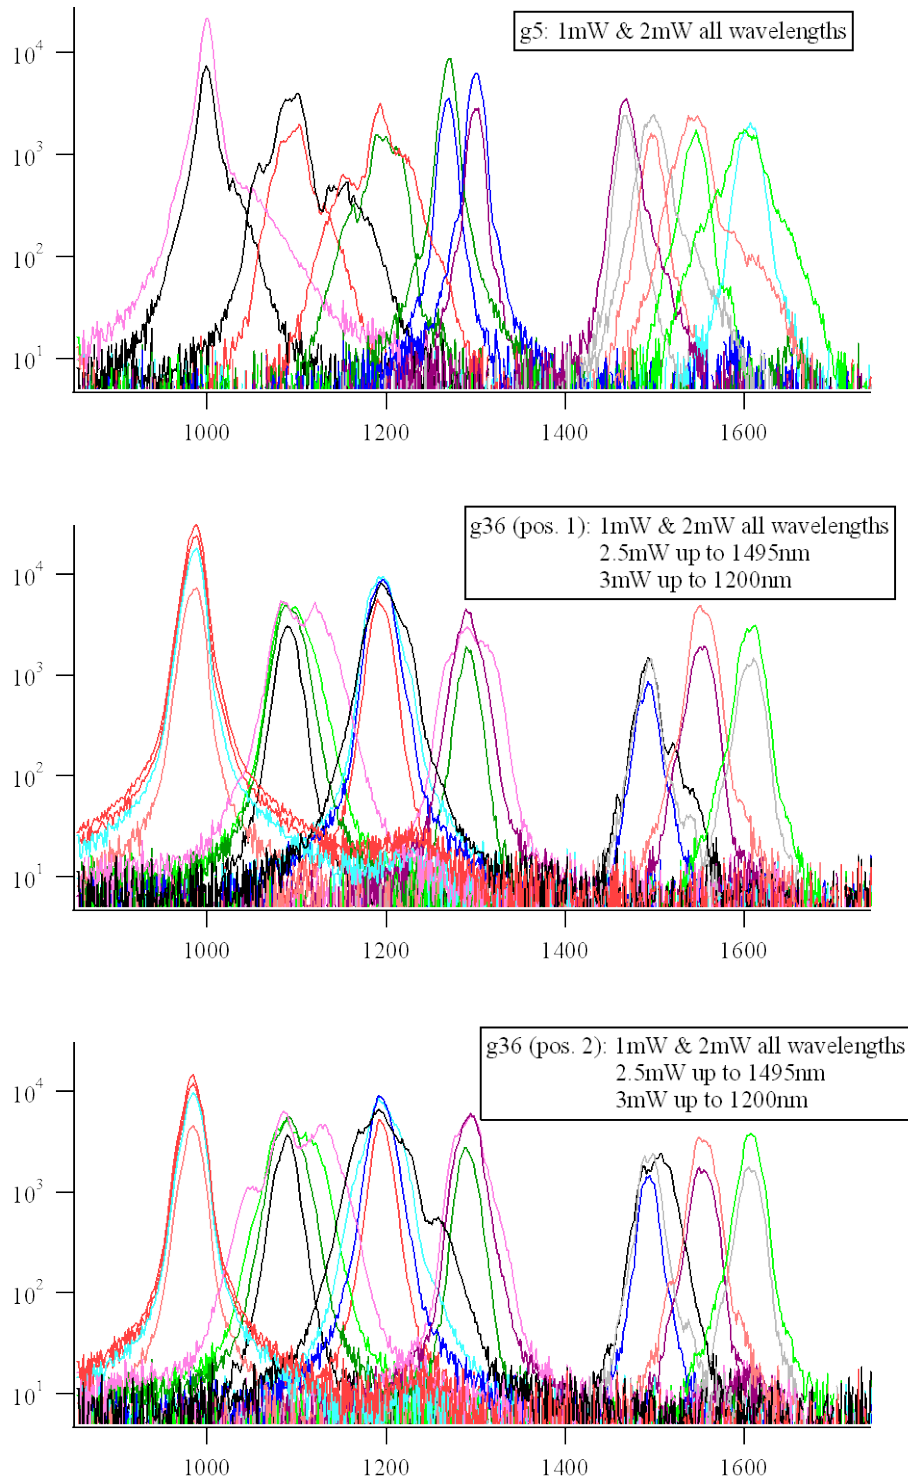 g5: 1mW & 2mW all wavelengths
10⁴
10³
10²
10¹
1000 1200 1400 1600
g36 (pos. 1): 1mW & 2mW all wavelengths
2.5mW up to 1495nm
3mW up to 1200nm
10⁴
10³
10²
10¹
1000 1200 1400 1600
g36 (pos. 2): 1mW & 2mW all wavelengths
2.5mW up to 1495nm
3mW up to 1200nm
10⁴
10³
10²
10¹
1000 1200 1400 1600